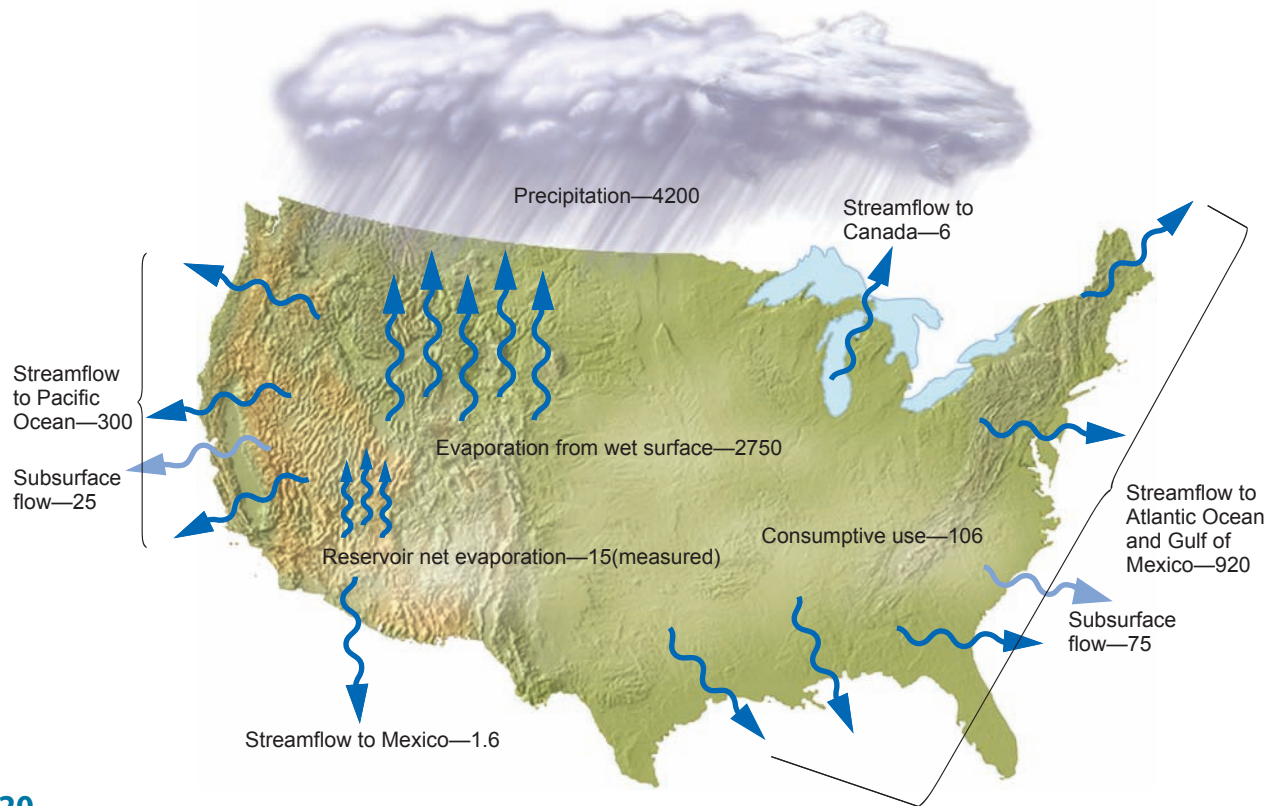 Precipitation—4200
Streamflow to
Canada—6
Streamflow
to Pacific
Ocean—300
Subsurface
flow—25
Evaporation from wet surface—2750
Reservoir net evaporation—15(measured)
Consumptive use—106
Streamflow to
Atlantic Ocean
and Gulf of
Mexico—920
Subsurface
flow—75
Streamflow to Mexico—1.6